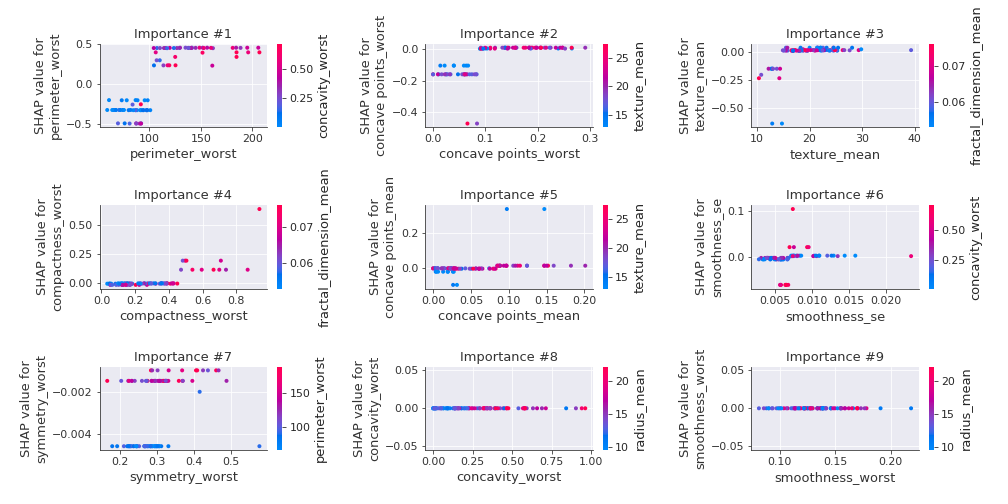 Importance #1
SHAP value for
perimeter_worst
0.5
0.0
−0.5
100
150
200
perimeter_worst
0.50
0.25
concavity_worst
Importance #2
SHAP value for
concave points_worst
0.0
−0.2
−0.4
0.0
0.1
0.2
0.3
concave points_worst
25
20
15
texture_mean
Importance #3
SHAP value for
texture_mean
0.00
−0.25
−0.50
10
20
30
40
texture_mean
0.07
0.06
fractal_dimension_mean
Importance #4
SHAP value for
compactness_worst
0.50
0.25
0.00
0.0
0.2
0.4
0.6
0.8
compactness_worst
0.07
0.06
fractal_dimension_mean
Importance #5
SHAP value for
concave points_mean
0.2
0.0
0.00
0.05
0.10
0.15
0.20
concave points_mean
25
20
15
texture_mean
Importance #6
SHAP value for
smoothness_se
0.1
0.0
0.005
0.010
0.015
0.020
smoothness_se
0.50
0.25
concavity_worst
Importance #7
SHAP value for
symmetry_worst
−0.002
−0.004
0.2
0.3
0.4
0.5
symmetry_worst
150
100
perimeter_worst
Importance #8
SHAP value for
concavity_worst
0.05
0.00
−0.05
0.00
0.25
0.50
0.75
1.00
concavity_worst
20
15
10
radius_mean
Importance #9
SHAP value for
smoothness_worst
0.05
0.00
−0.05
0.10
0.15
0.20
smoothness_worst
20
15
10
radius_mean